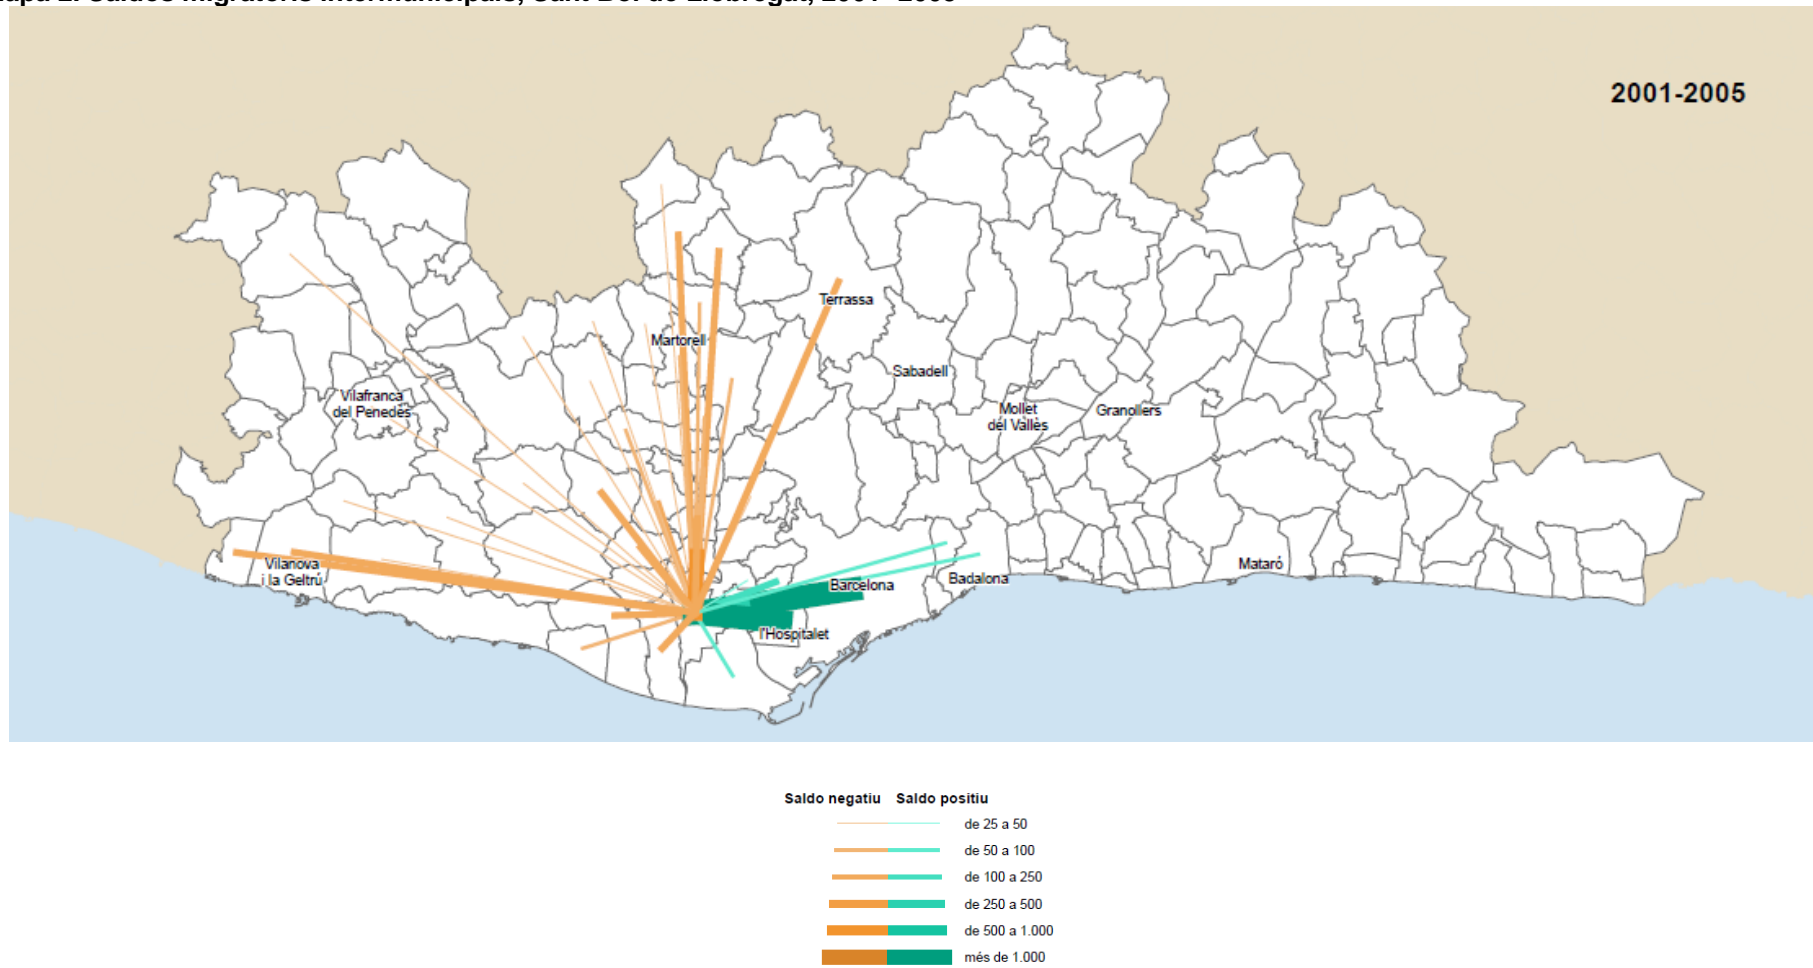 2001-2005
Terrassa
Martorell
Sabadell
Vilafranca
del Penedès
Mollet
del Vallès
Granollers
Vilanova
i la Geltrú
Mataró
Badalona
Barcelona
l'Hospitalet
Saldo negatiu Saldo positiu
de 25 a 50
de 50 a 100
de 100 a 250
de 250 a 500
de 500 a 1.000
més de 1.000